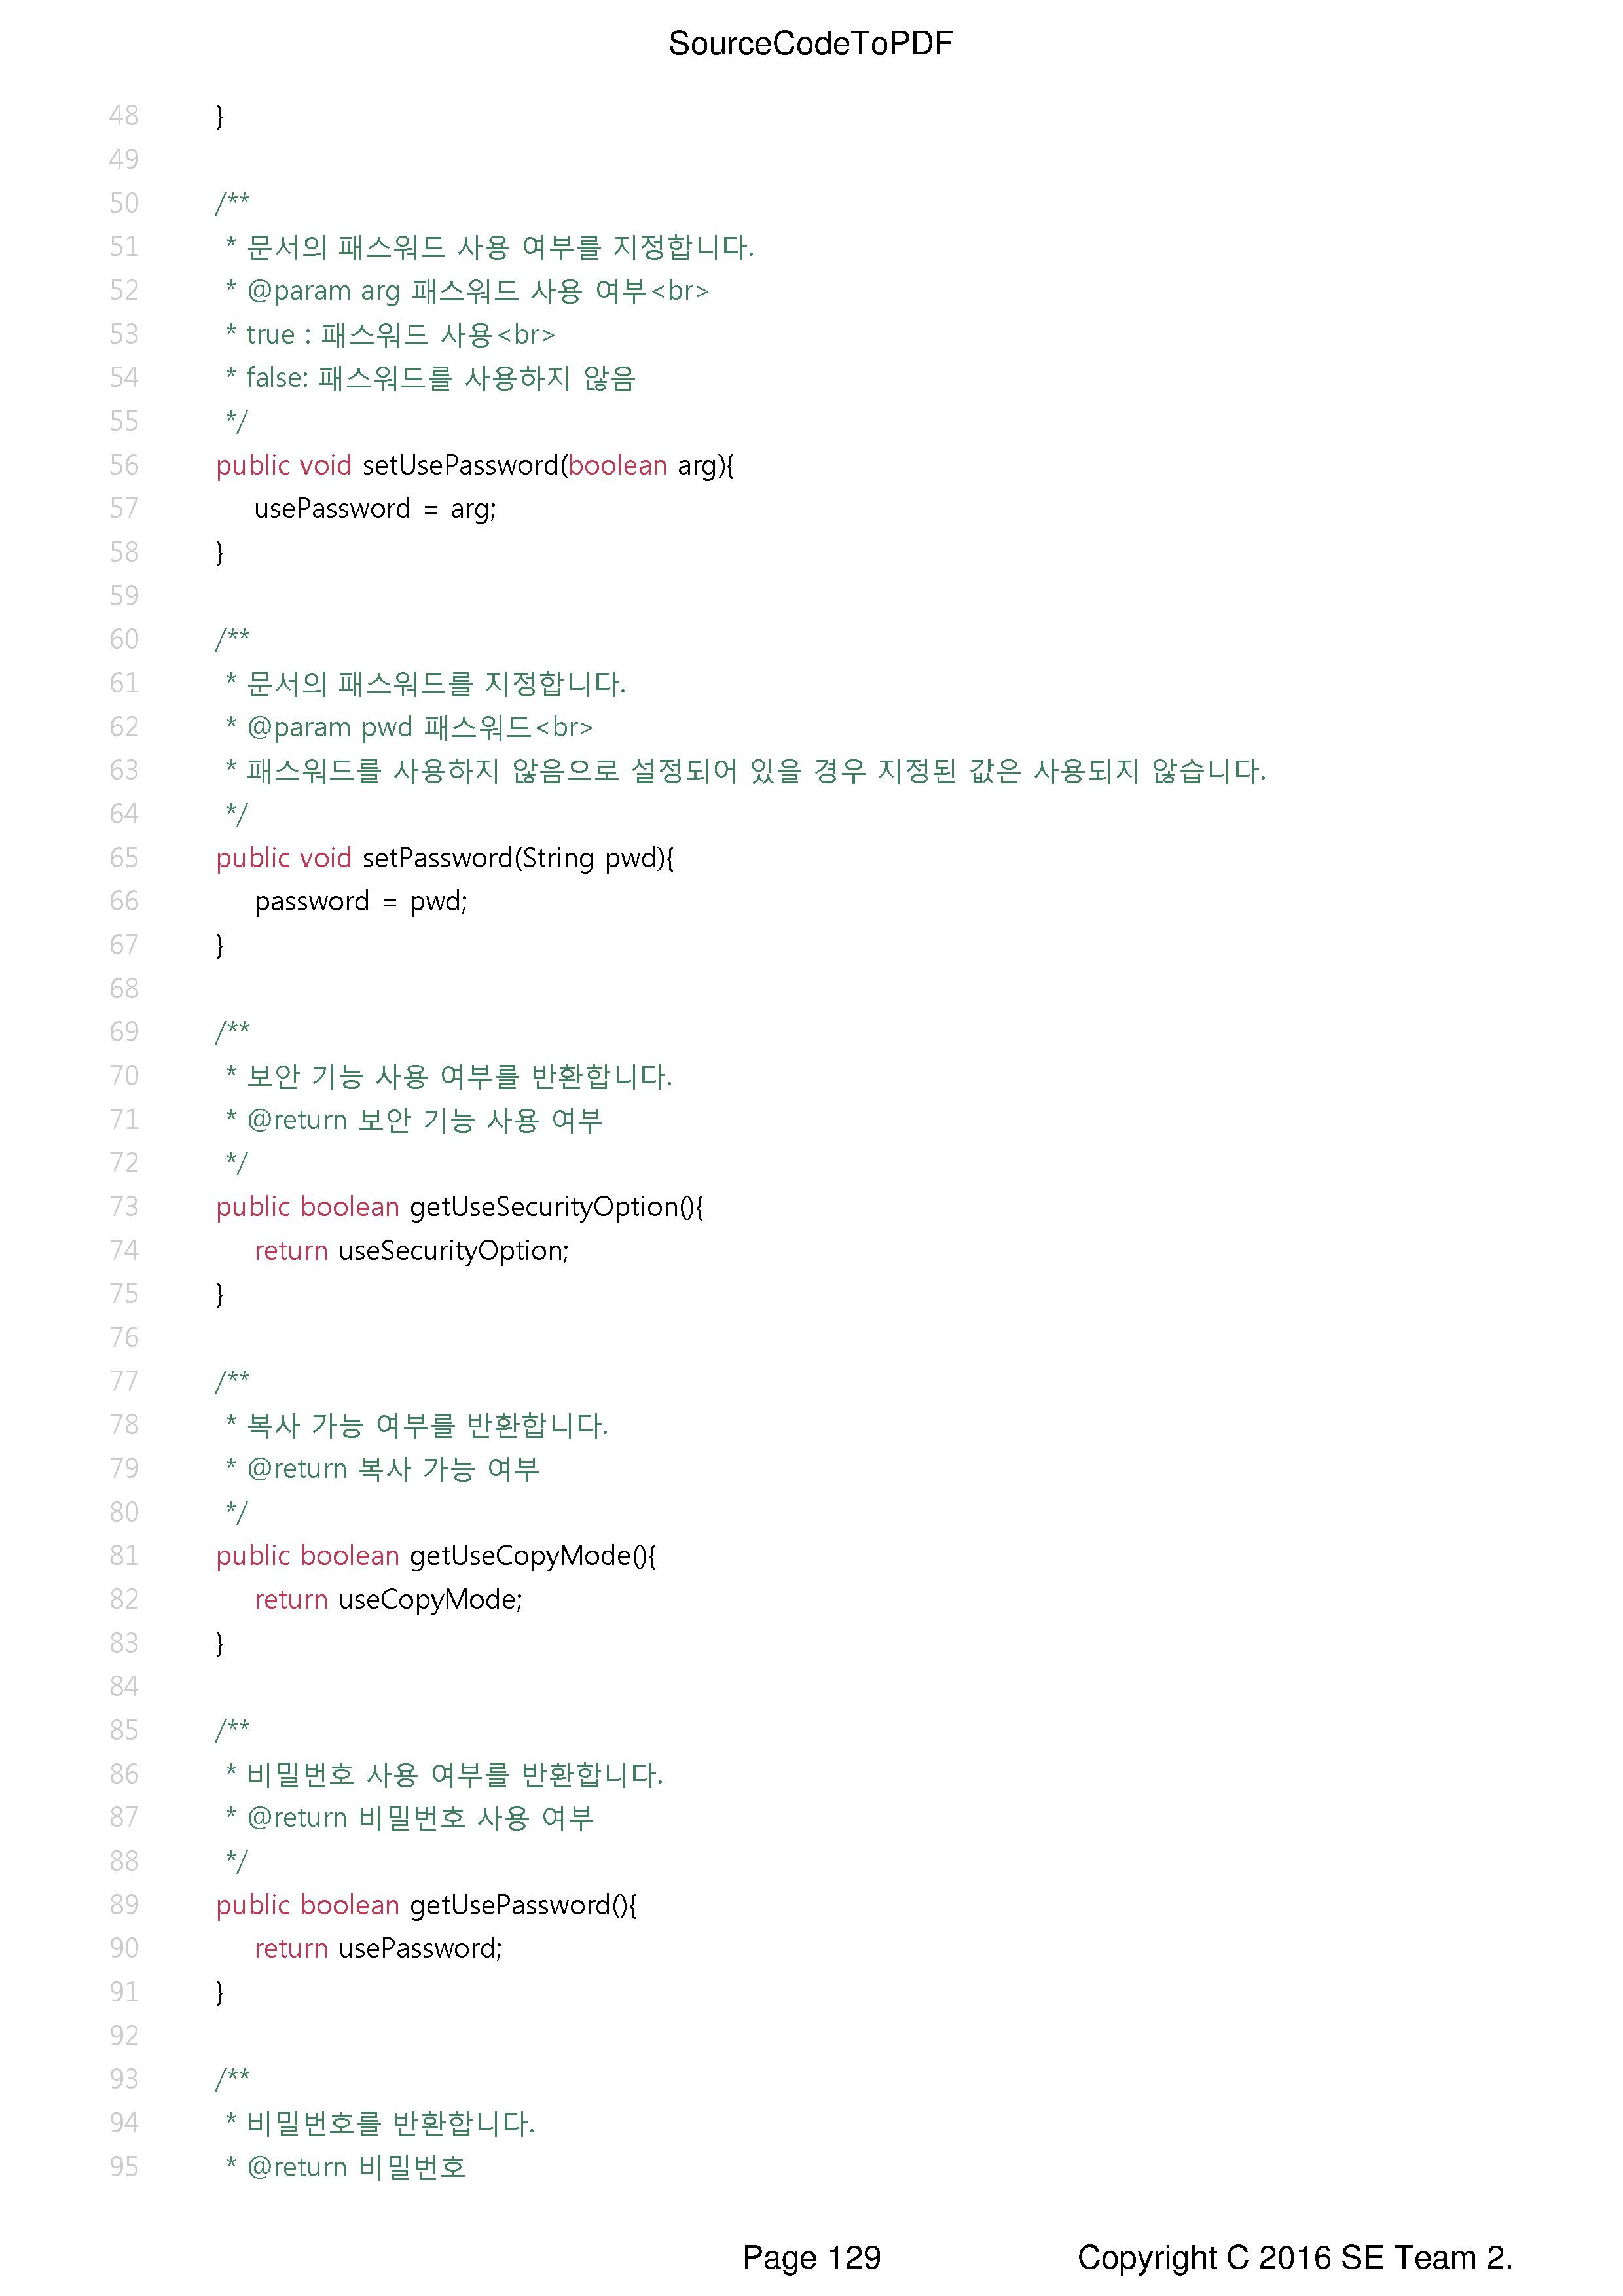 SourceCodeToPDF
48 }
49
50 /**
51 * 문서의 패스워드 사용 여부를 지정합니다.
52 * @param arg 패스워드 사용 여부<br>
53 * true : 패스워드 사용<br>
54 * false: 패스워드를 사용하지 않음
55 */
56 public void setUsePassword(boolean arg){
57 usePassword = arg;
58 }
59
60 /**
61 * 문서의 패스워드를 지정합니다.
62 * @param pwd 패스워드<br>
63 * 패스워드를 사용하지 않음으로 설정되어 있을 경우 지정된 값은 사용되지 않습니다.
64 */
65 public void setPassword(String pwd){
66 password = pwd;
67 }
68
69 /**
70 * 보안 기능 사용 여부를 반환합니다.
71 * @return 보안 기능 사용 여부
72 */
73 public boolean getUseSecurityOption(){
74 return useSecurityOption;
75 }
76
77 /**
78 * 복사 가능 여부를 반환합니다.
79 * @return 복사 가능 여부
80 */
81 public boolean getUseCopyMode(){
82 return useCopyMode;
83 }
84
85 /**
86 * 비밀번호 사용 여부를 반환합니다.
87 * @return 비밀번호 사용 여부
88 */
89 public boolean getUsePassword(){
90 return usePassword;
91 }
92
93 /**
94 * 비밀번호를 반환합니다.
95 * @return 비밀번호
Page 129 Copyright C 2016 SE Team 2.